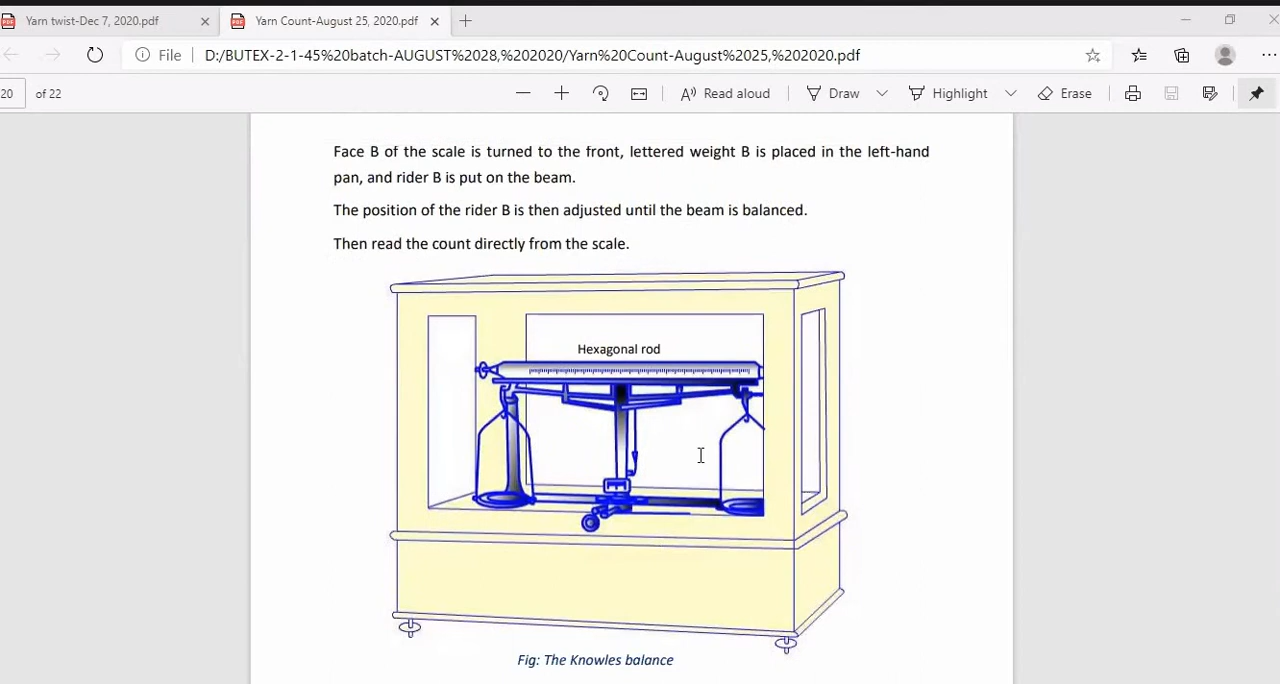 Yarn twist-Dec 7, 2020.pdf
Yarn Count-August 25, 2020.pdf
File
D:/BUTEX-2-1-45%20batch-AUGUST%2028,%202020/Yarn%20Count-August%2025,%202020.pdf
20 of 22
Read aloud
Draw
Highlight
Erase
Face B of the scale is turned to the front, lettered weight B is placed in the left-hand
pan, and rider B is put on the beam.
The position of the rider B is then adjusted until the beam is balanced.
Then read the count directly from the scale.
Hexagonal rod
Fig: The Knowles balance